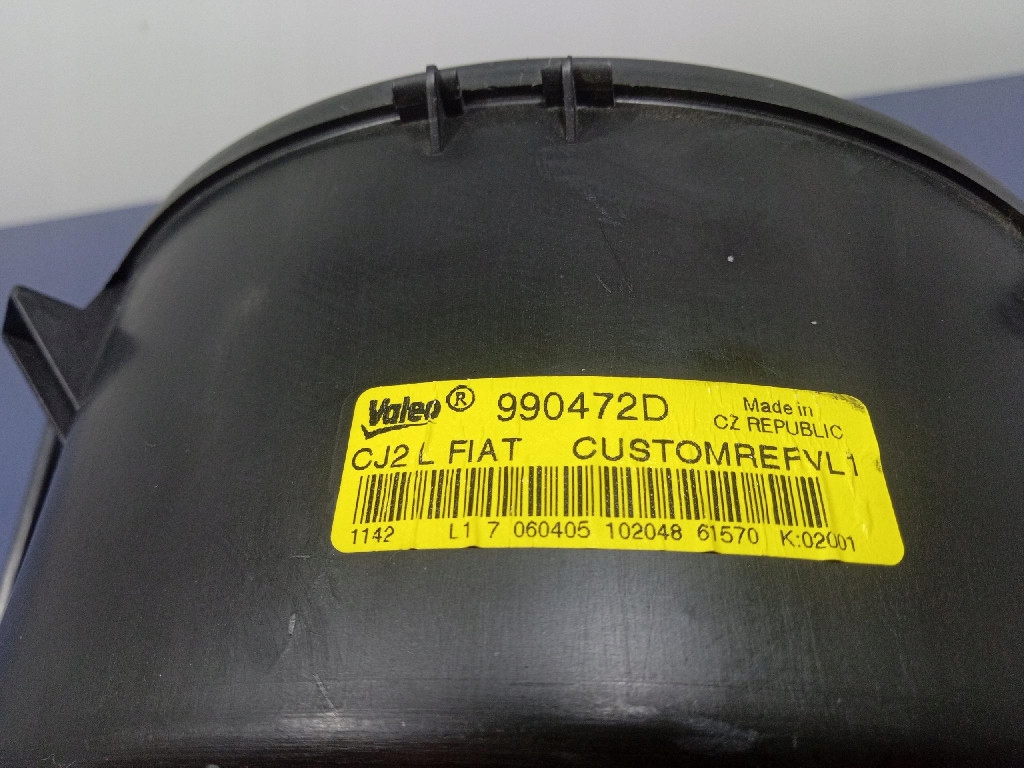 Valeo ® 990472D Made in
CZ REPUBLIC
CJ2 L FIAT CUSTOMREFVL1
1142 L1 7 060405 102048 61570 K:02001